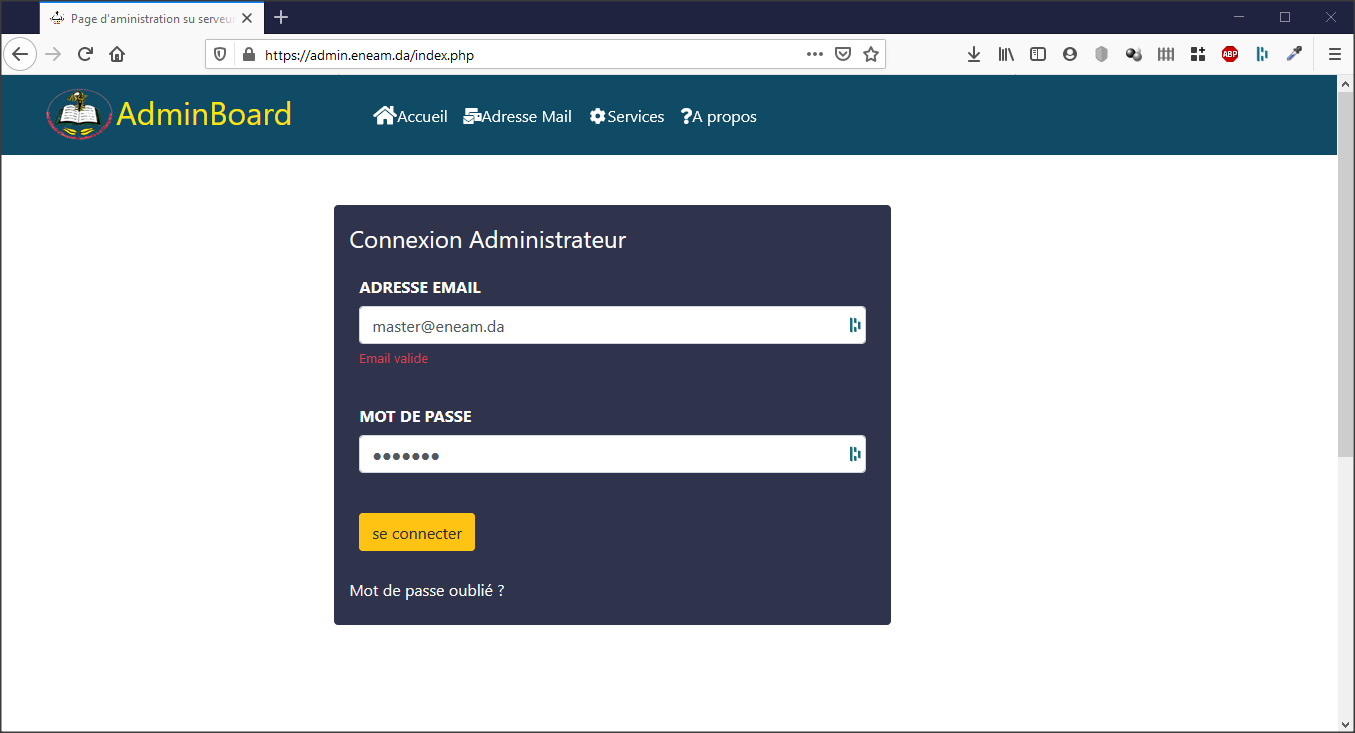 Page d'aministration su serveur
https://admin.eneam.da/index.php
ABP
AdminBoard
Accueil
Adresse Mail
Services
?A propos
Connexion Administrateur
ADRESSE EMAIL
master@eneam.da
Email valide
MOT DE PASSE
●●●●●●●
se connecter
Mot de passe oublié ?